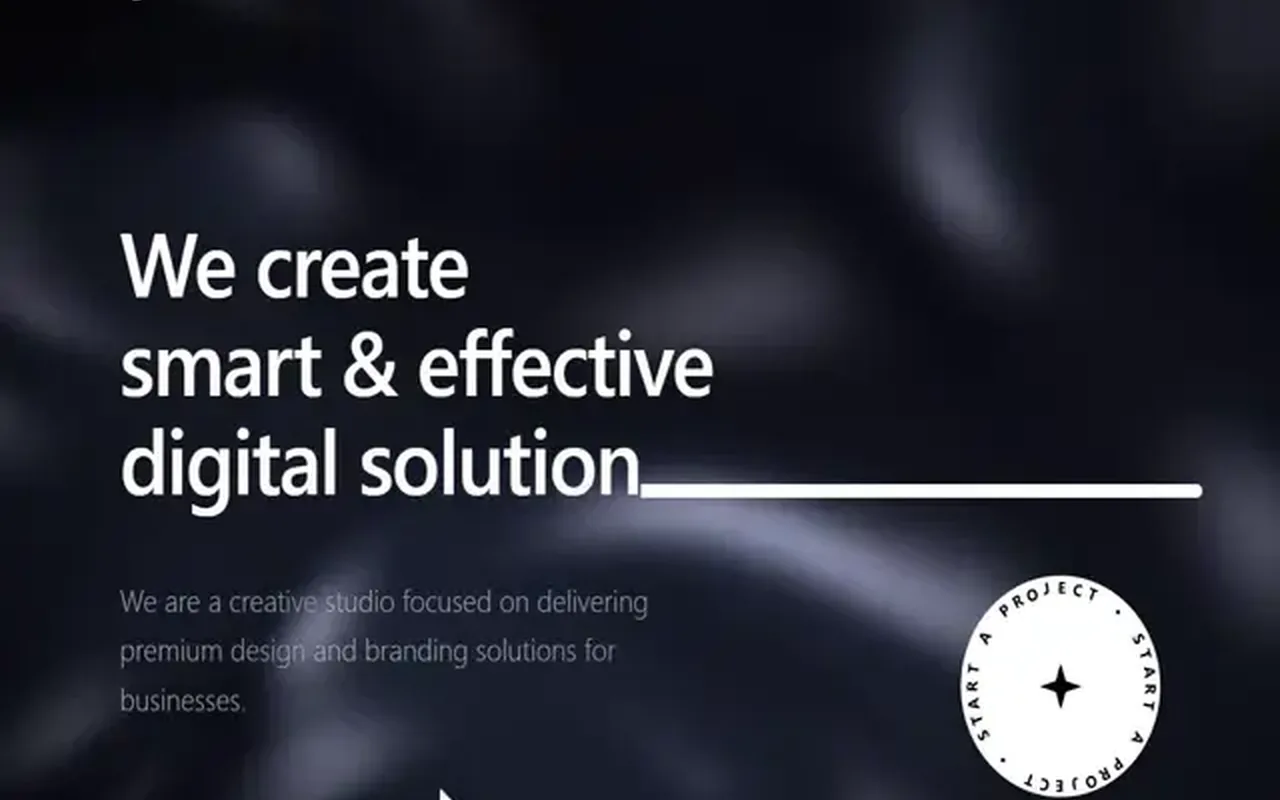 We create
smart & effective
digital solution
We are a creative studio focused on delivering
premium design and branding solutions for
businesses.
START A PROJECT • START A PROJECT •